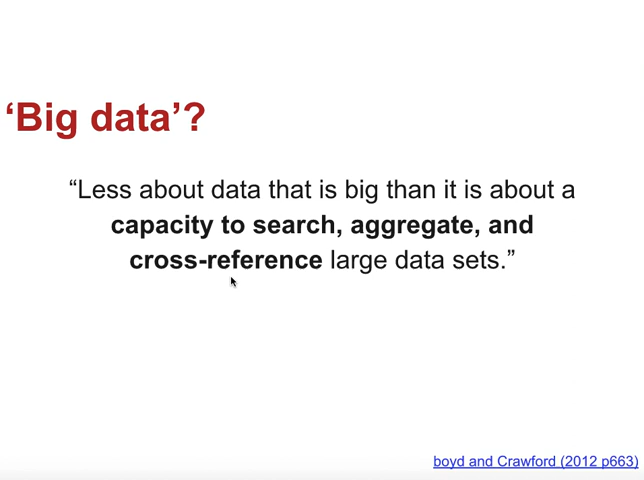 ‘Big data’?
“Less about data that is big than it is about a
capacity to search, aggregate, and
cross-reference large data sets.”
boyd and Crawford (2012 p663)